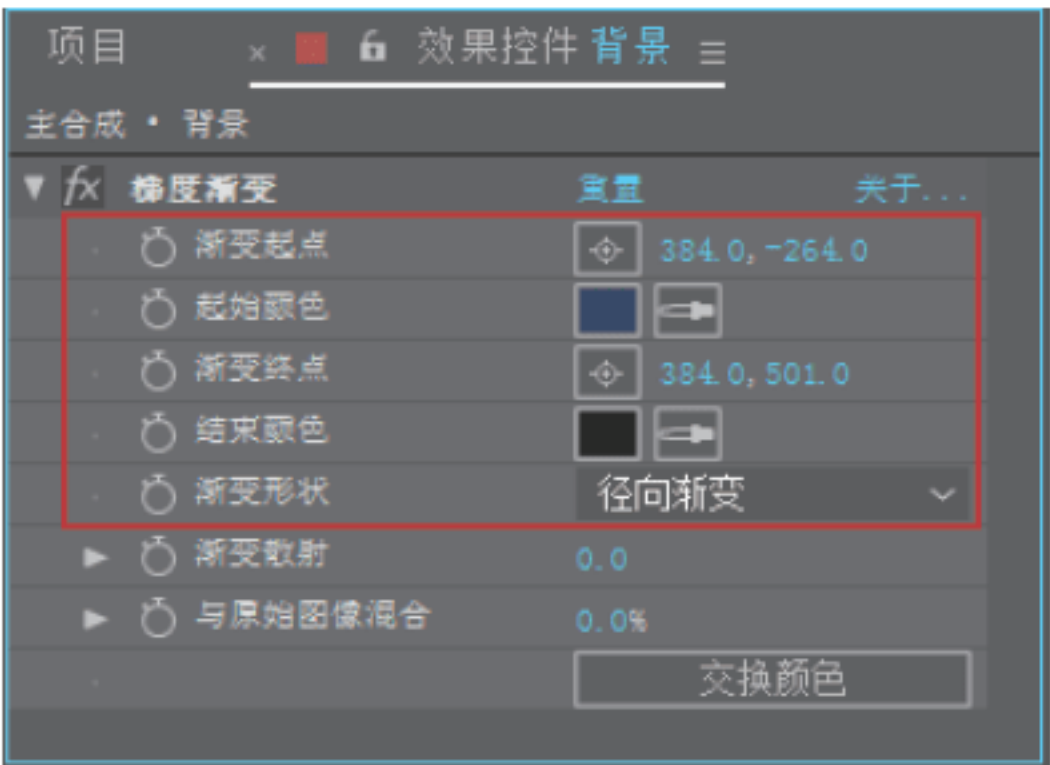 项目 × 效果控件 背景 ≡
主合成 • 背景
fx 梯度渐变 重置 关于...
渐变起点 384.0,-264.0
起始颜色
渐变终点 384.0,501.0
结束颜色
渐变形状 径向渐变
渐变散射 0.0
与原始图像混合 0.0%
交换颜色